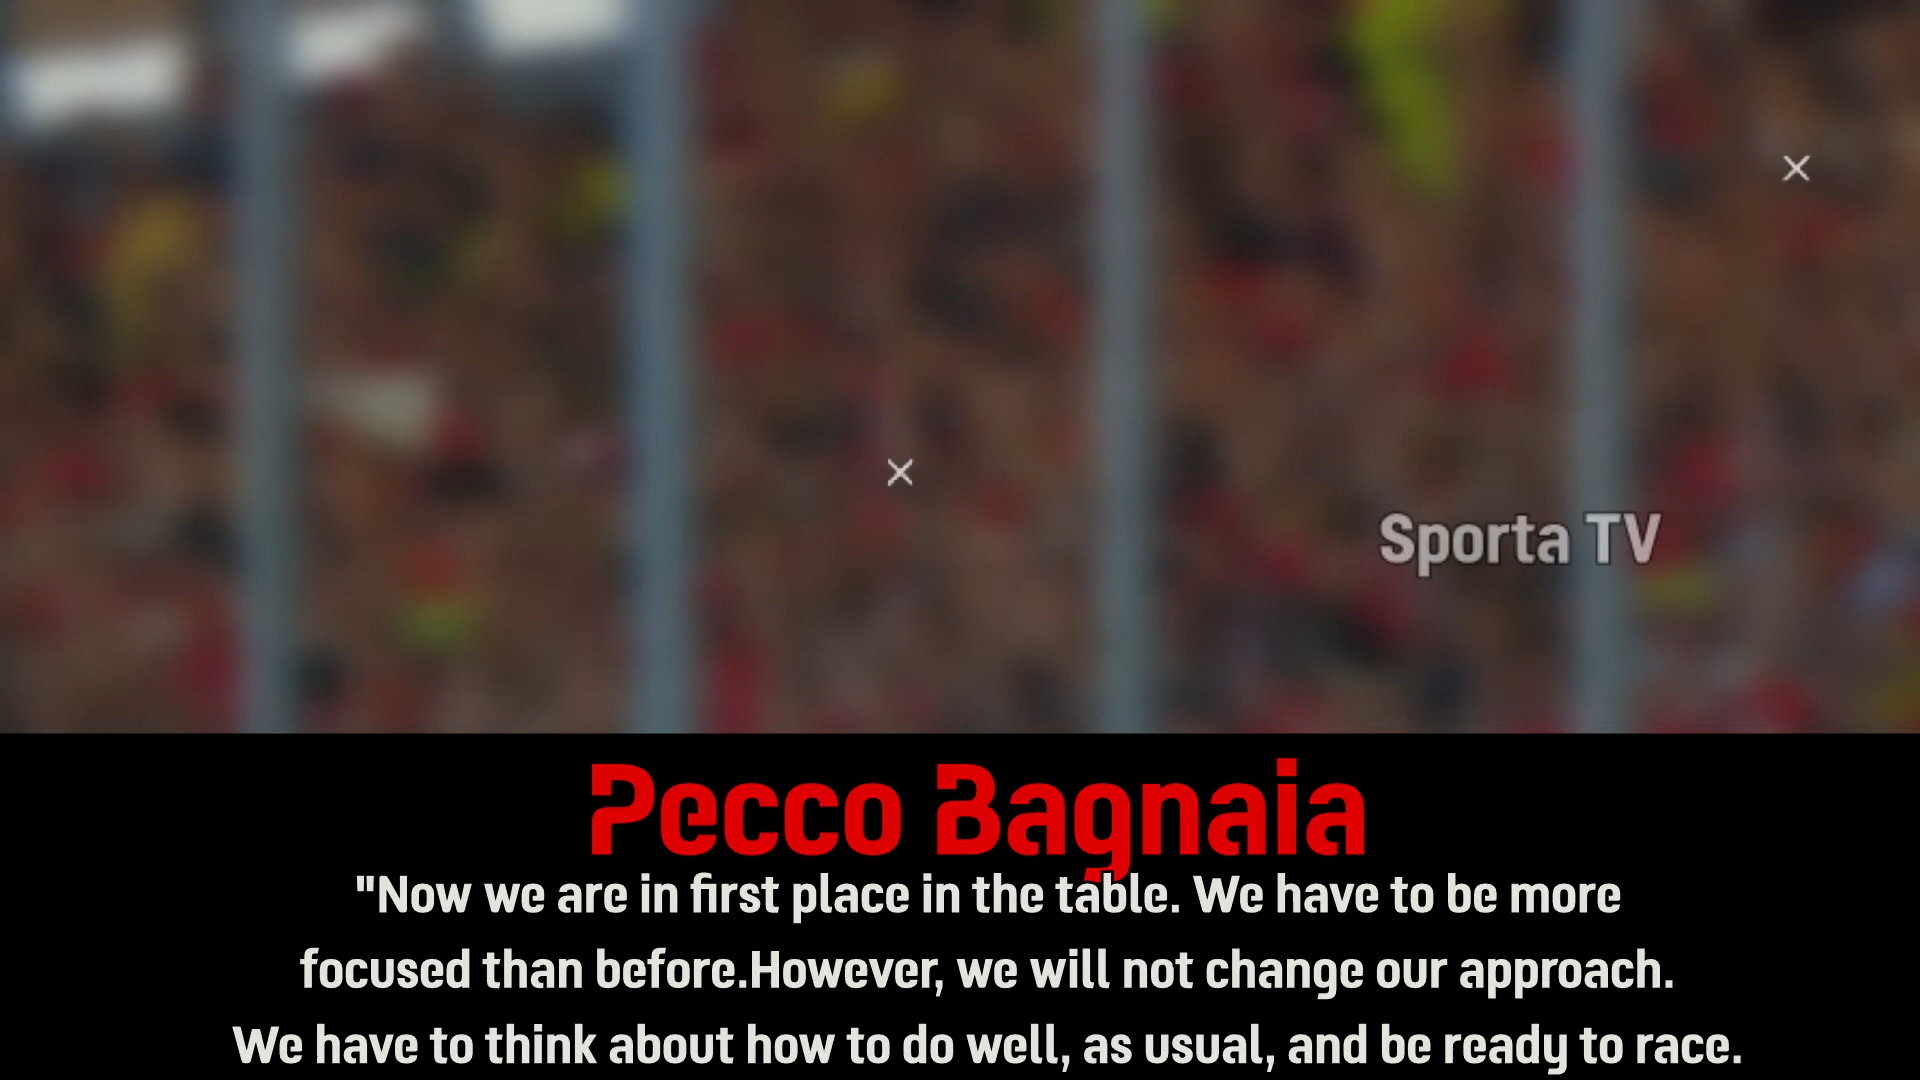 Sporta TV
Pecco Bagnaia
"Now we are in first place in the table. We have to be more
focused than before.However, we will not change our approach.
We have to think about how to do well, as usual, and be ready to race.